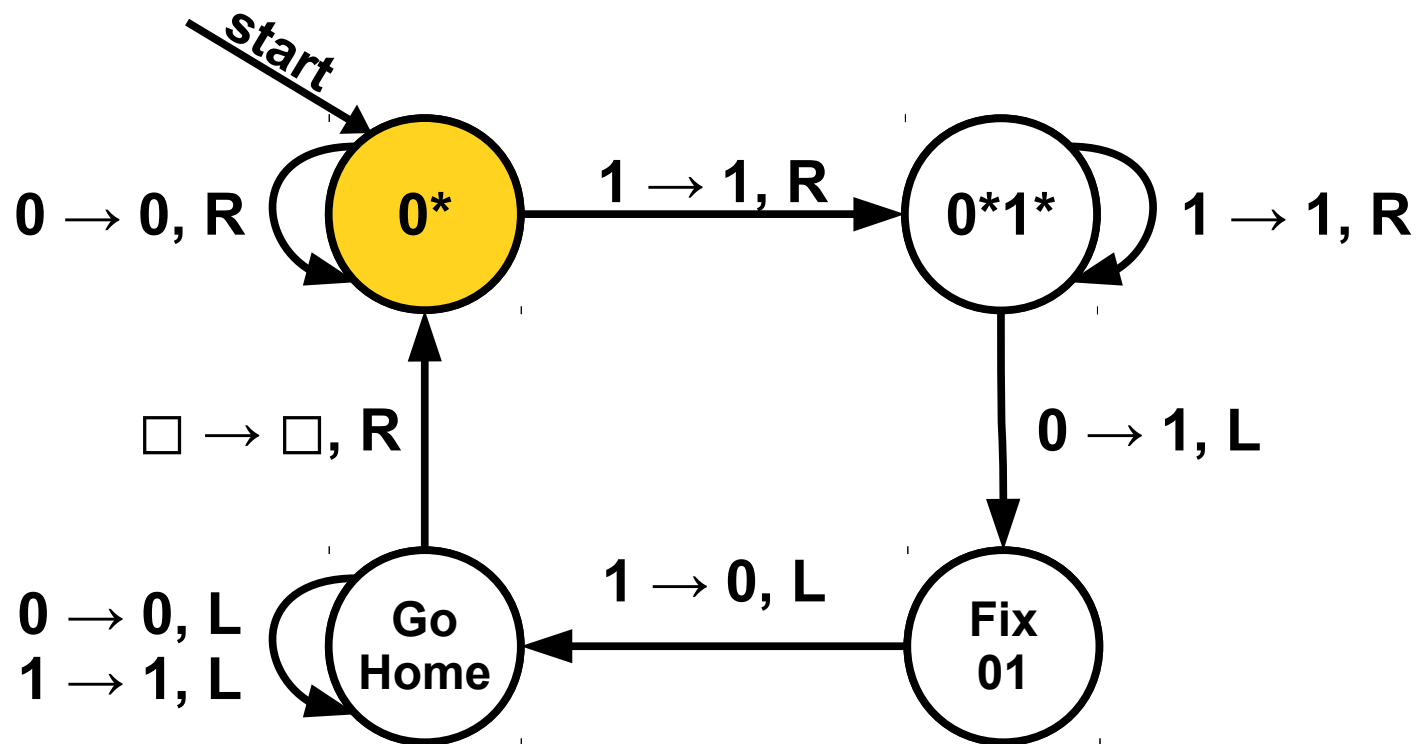 start
0 → 0, R
0*
1 → 1, R
0*1*
1 → 1, R
□ → □, R
0 → 1, L
0 → 0, L
1 → 1, L
Go
Home
1 → 0, L
Fix
01